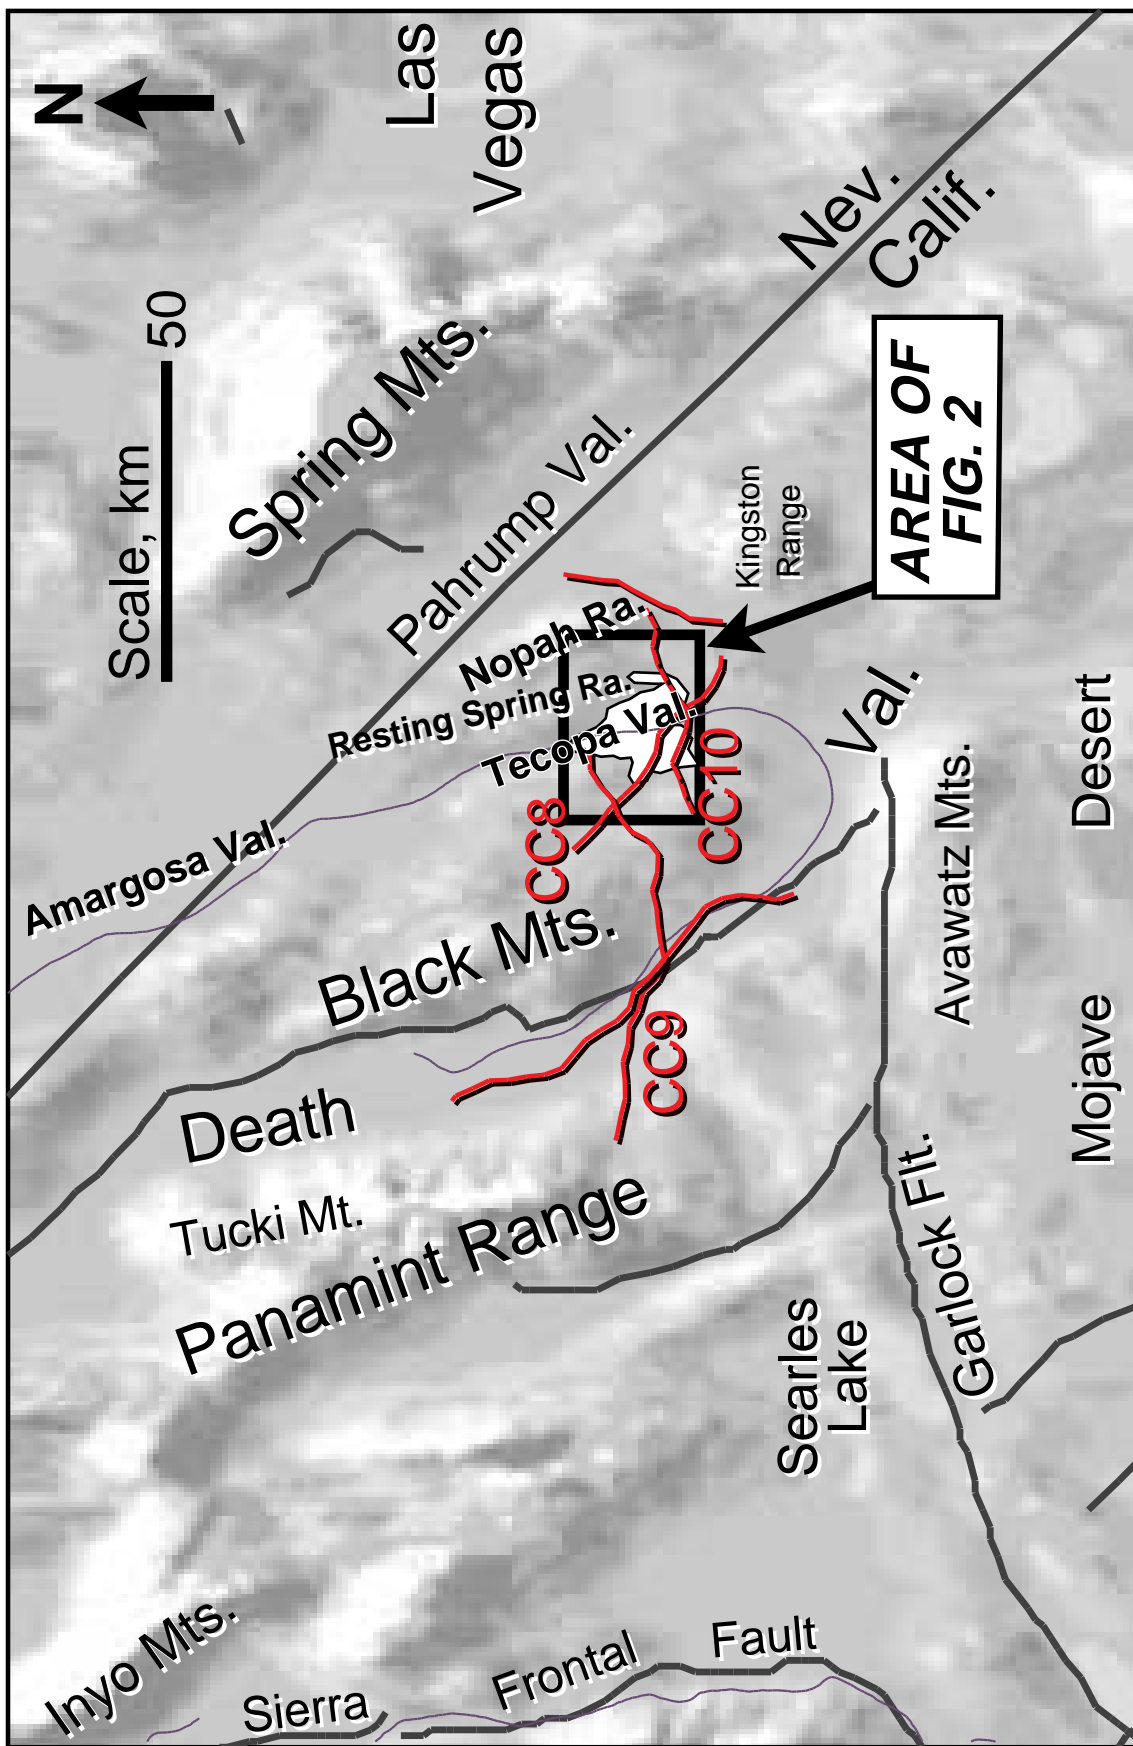 N
Scale, km 50
Las
Vegas
Spring Mts.
Pahrump Val.
Nev.
Calif.
Amargosa Val.
Resting Spring Ra.
Nopah Ra.
Tecopa Val.
Kingston
Range
AREA OF
FIG. 2
CC8
CC10
CC9
Black Mts.
Death
Val.
Tucki Mt.
Panamint Range
Avawatz Mts.
Mojave
Desert
Garlock Flt.
Searles
Lake
Inyo Mts.
Sierra
Frontal
Fault